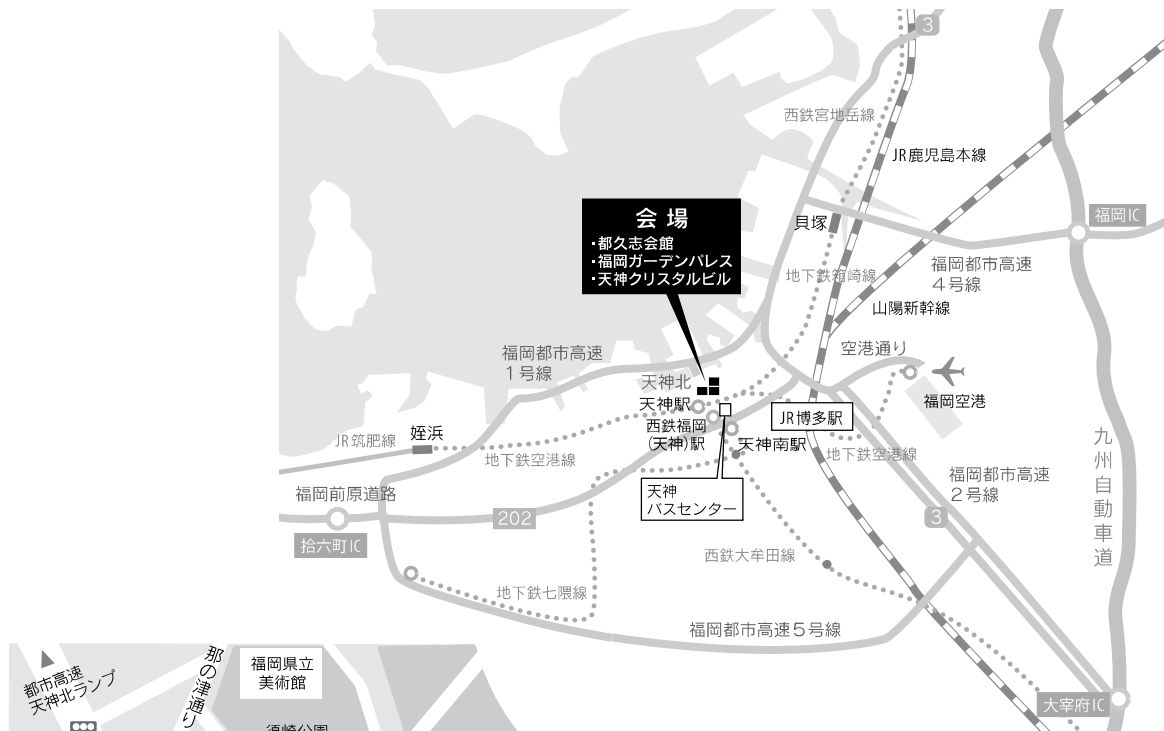 3
西鉄宮地岳線
JR鹿児島本線
福岡IC
会場
・都久志会館
・福岡ガーデンパレス
・天神クリスタルビル
貝塚
地下鉄箱崎線
福岡都市高速
4号線
山陽新幹線
空港通り
福岡都市高速
1号線
天神北
天神駅
西鉄福岡
(天神)駅
JR博多駅
福岡空港
天神南駅
JR筑肥線
姪浜
地下鉄空港線
地下鉄空港線
九州自動車道
福岡都市高速
2号線
福岡前原道路
天神
バスセンター
202
3
拾六町IC
西鉄大牟田線
地下鉄七隈線
福岡都市高速5号線
大宰府IC
都市高速
天神北ランプ
那の津通り
福岡県立
美術館
須崎公園